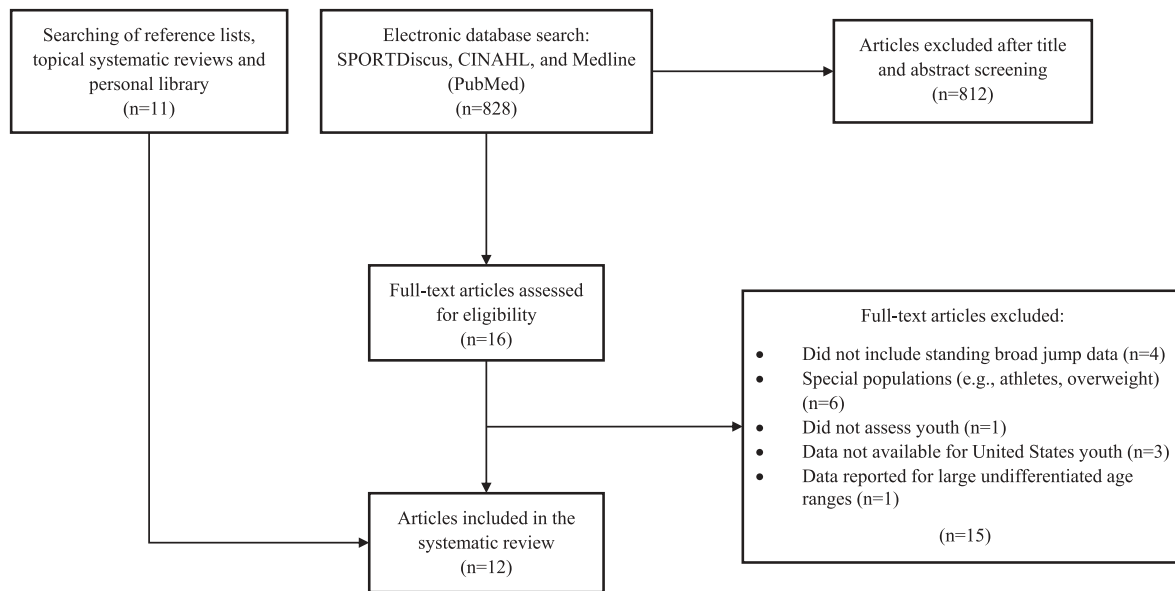 Searching of reference lists,
topical systematic reviews and
personal library
(n=11)
Electronic database search:
SPORTDiscus, CINAHL, and Medline
(PubMed)
(n=828)
Articles excluded after title
and abstract screening
(n=812)
Full-text articles assessed
for eligibility
(n=16)
Full-text articles excluded:
• Did not include standing broad jump data (n=4)
• Special populations (e.g., athletes, overweight)
(n=6)
• Did not assess youth (n=1)
• Data not available for United States youth (n=3)
• Data reported for large undifferentiated age
ranges (n=1)
(n=15)
Articles included in the
systematic review
(n=12)